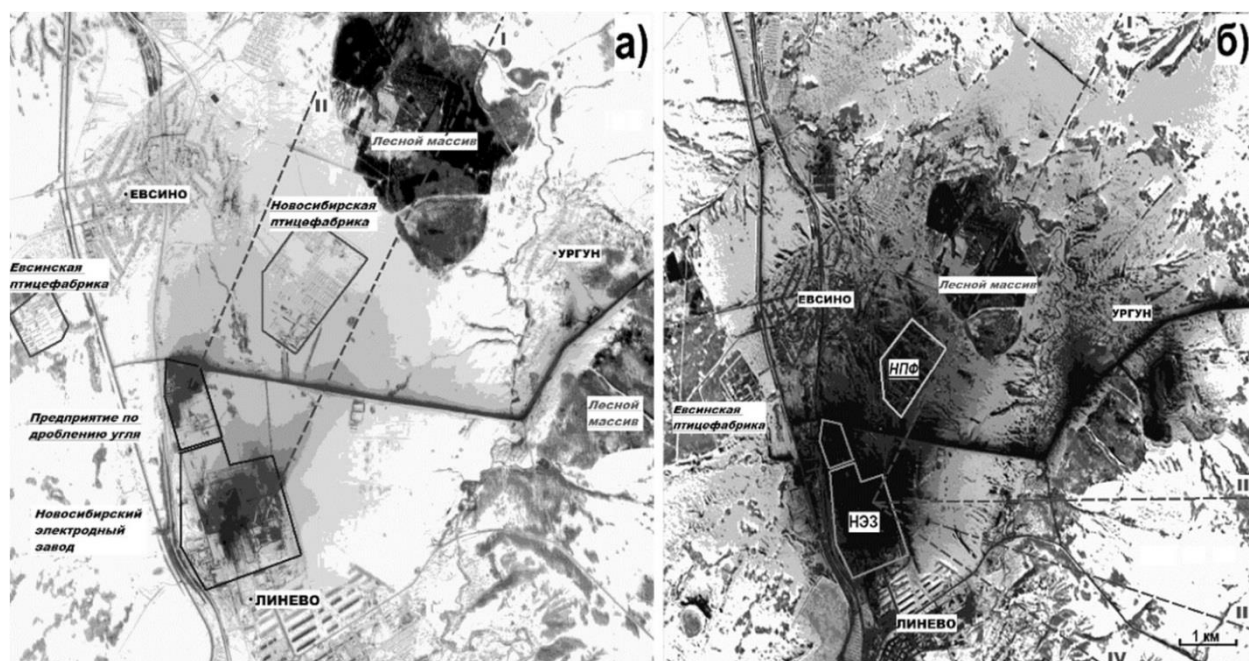 а)
I
II
Лесной массив
ЕВСИНО
Новосибирская
птицефабрика
УРГУН
Евсинская
птицефабрика
Предприятие по
дроблению угля
Лесной
массив
Новосибирский
электродный
завод
ЛИНЕВО
б)
I
Лесной массив
ЕВСИНО
УРГУН
НПФ
Евсинская
птицефабрика
II
НЭЗ
II
ЛИНЕВО
1 км
IV